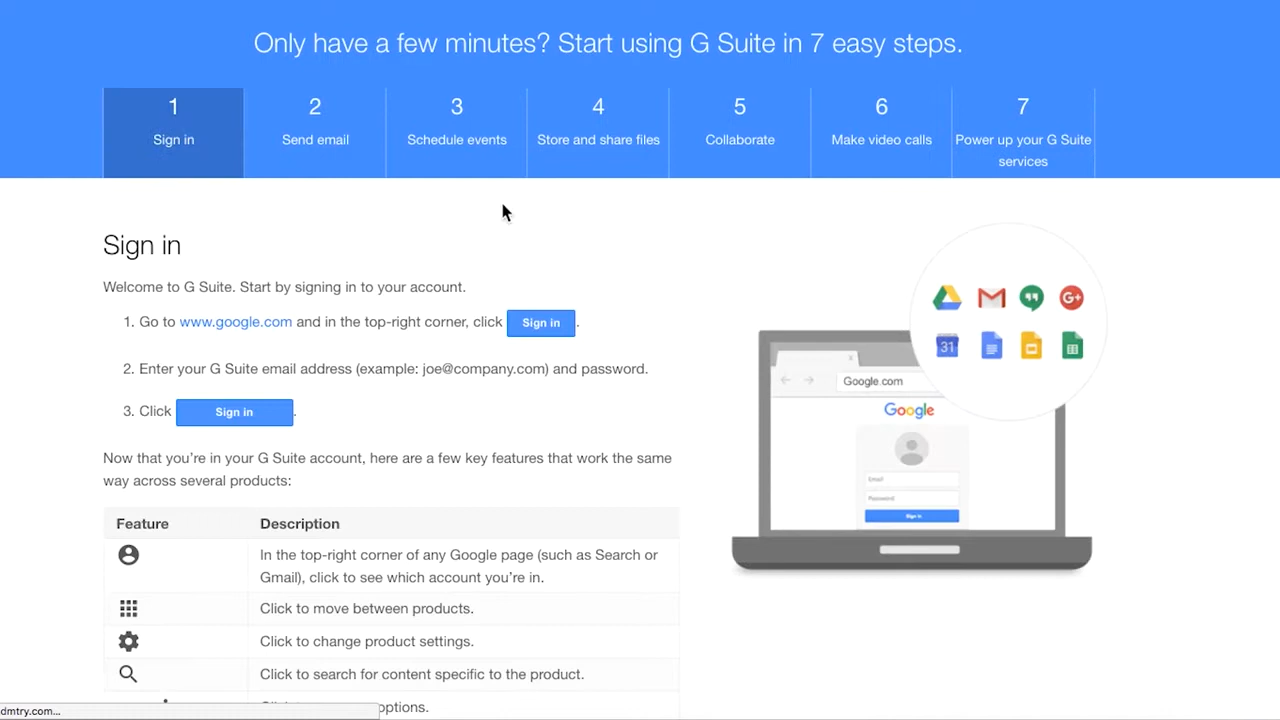 Only have a few minutes? Start using G Suite in 7 easy steps.
1
Sign in
2
Send email
3
Schedule events
4
Store and share files
5
Collaborate
6
Make video calls
7
Power up your G Suite
services
Sign in
Welcome to G Suite. Start by signing in to your account.
1. Go to www.google.com and in the top-right corner, click Sign in.
2. Enter your G Suite email address (example: joe@company.com) and password.
3. Click Sign in.
Now that you're in your G Suite account, here are a few key features that work the same
way across several products:
Feature Description
In the top-right corner of any Google page (such as Search or
Gmail), click to see which account you're in.
Click to move between products.
Click to change product settings.
Click to search for content specific to the product.
options.
dmtry.com...
G+
31
x
Google.com
Google
Email
Password
Sign in